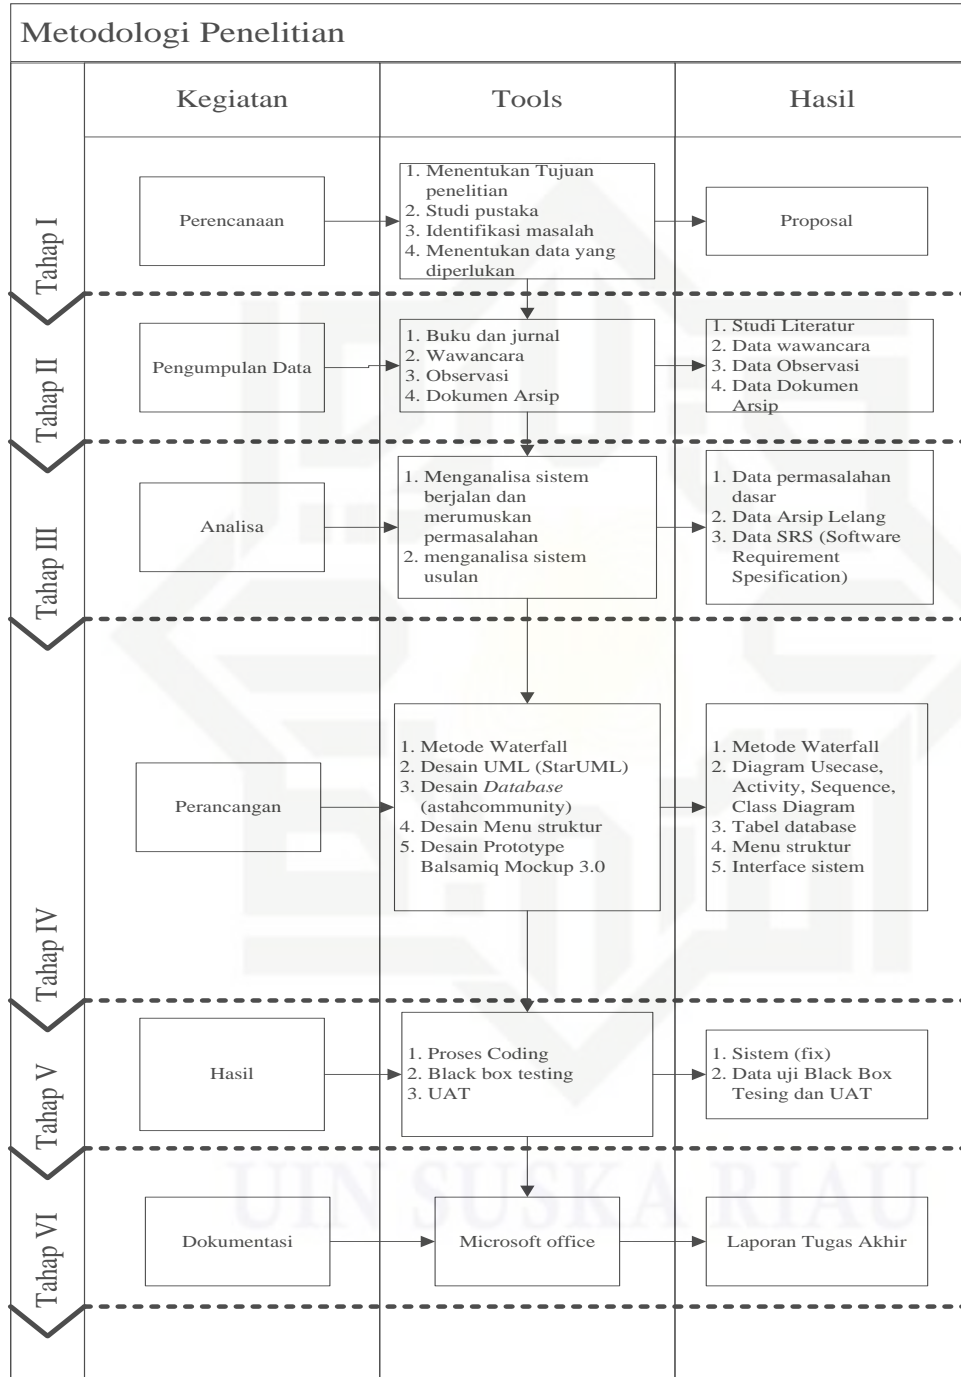 Metodologi Penelitian
Kegiatan
Tools
Hasil
Tahap I
Perencanaan
1. Menentukan Tujuan
penelitian
2. Studi pustaka
3. Identifikasi masalah
4. Menentukan data yang
diperlukan
Proposal
Tahap II
Pengumpulan Data
1. Buku dan jurnal
2. Wawancara
3. Observasi
4. Dokumen Arsip
1. Studi Literatur
2. Data wawancara
3. Data Observasi
4. Data Dokumen
Arsip
Tahap III
Analisa
1. Menganalisa sistem
berjalan dan
merumuskan
permasalahan
2. menganalisa sistem
usulan
1. Data permasalahan
dasar
2. Data Arsip Lelang
3. Data SRS (Software
Requirement
Spesification)
Tahap IV
Perancangan
1. Metode Waterfall
2. Desain UML (StarUML)
3. Desain Database
(astahcommunity)
4. Desain Menu struktur
5. Desain Prototype
Balsamiq Mockup 3.0
1. Metode Waterfall
2. Diagram Usecase,
Activity, Sequence,
Class Diagram
3. Tabel database
4. Menu struktur
5. Interface sistem
Tahap V
Hasil
1. Proses Coding
2. Black box testing
3. UAT
1. Sistem (fix)
2. Data uji Black Box
Tesing dan UAT
UIN SUSKA RIAU
Tahap VI
Dokumentasi
Microsoft office
Laporan Tugas Akhir